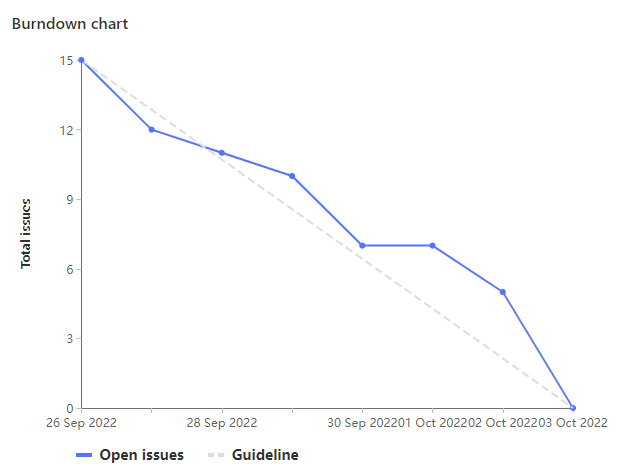 Burndown chart
15
12
9
6
3
0
Total issues
26 Sep 2022 28 Sep 2022 30 Sep 2022 01 Oct 2022 02 Oct 2022 03 Oct 2022
Open issues Guideline